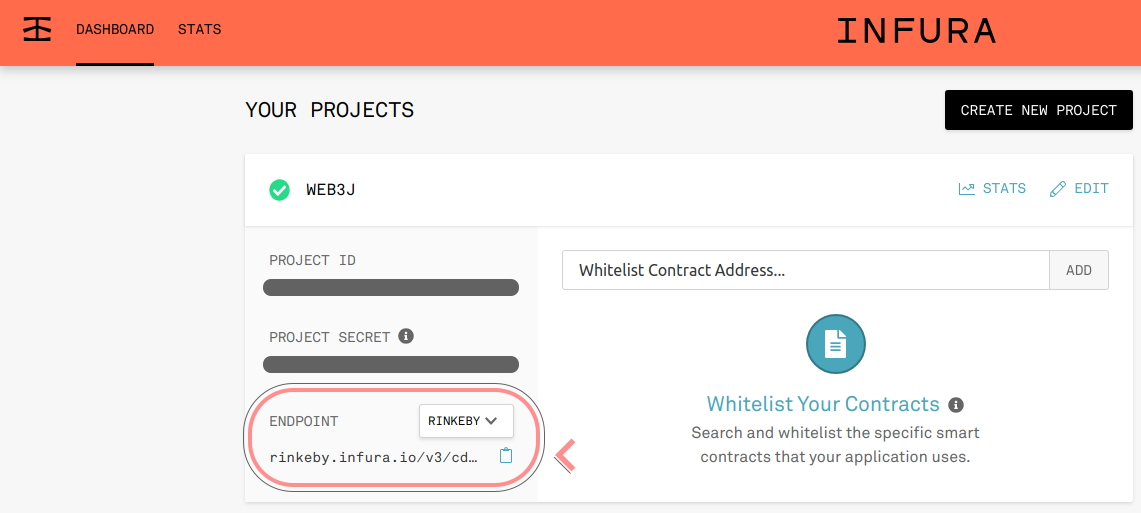 DASHBOARD STATS INFURA
YOUR PROJECTS CREATE NEW PROJECT
WEB3J STATS EDIT
PROJECT ID
Whitelist Contract Address... ADD
PROJECT SECRET
ENDPOINT RINKEBY
rinkeby.infura.io/v3/cd…
Whitelist Your Contracts
Search and whitelist the specific smart
contracts that your application uses.